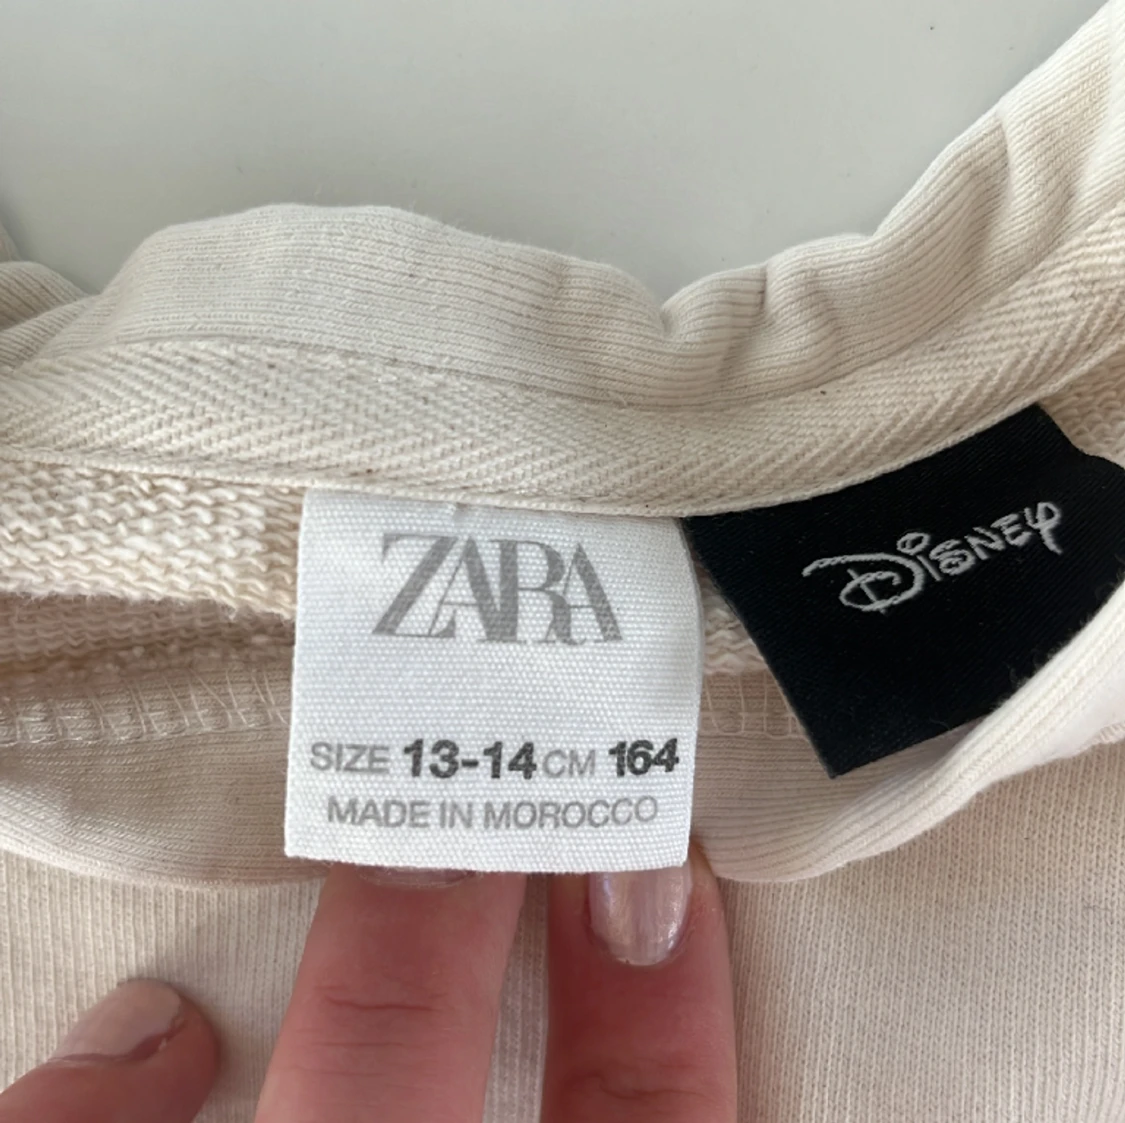 ZARA
SIZE 13-14 CM 164
MADE IN MOROCCO
Disney